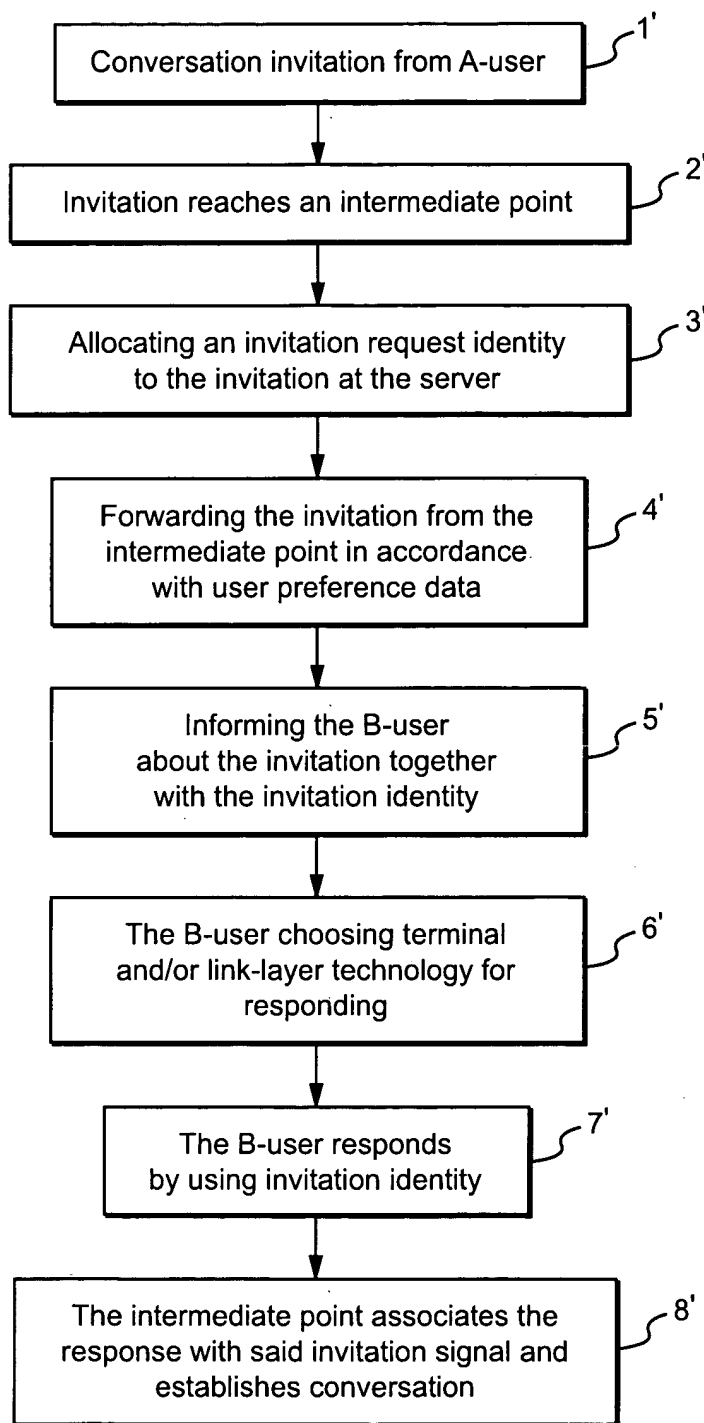 Conversation invitation from A-user
1'
Invitation reaches an intermediate point
2'
Allocating an invitation request identity
to the invitation at the server
3'
Forwarding the invitation from the
intermediate point in accordance
with user preference data
4'
Informing the B-user
about the invitation together
with the invitation identity
5'
The B-user choosing terminal
and/or link-layer technology for
responding
6'
The B-user responds
by using invitation identity
7'
The intermediate point associates the
response with said invitation signal and
establishes conversation
8'